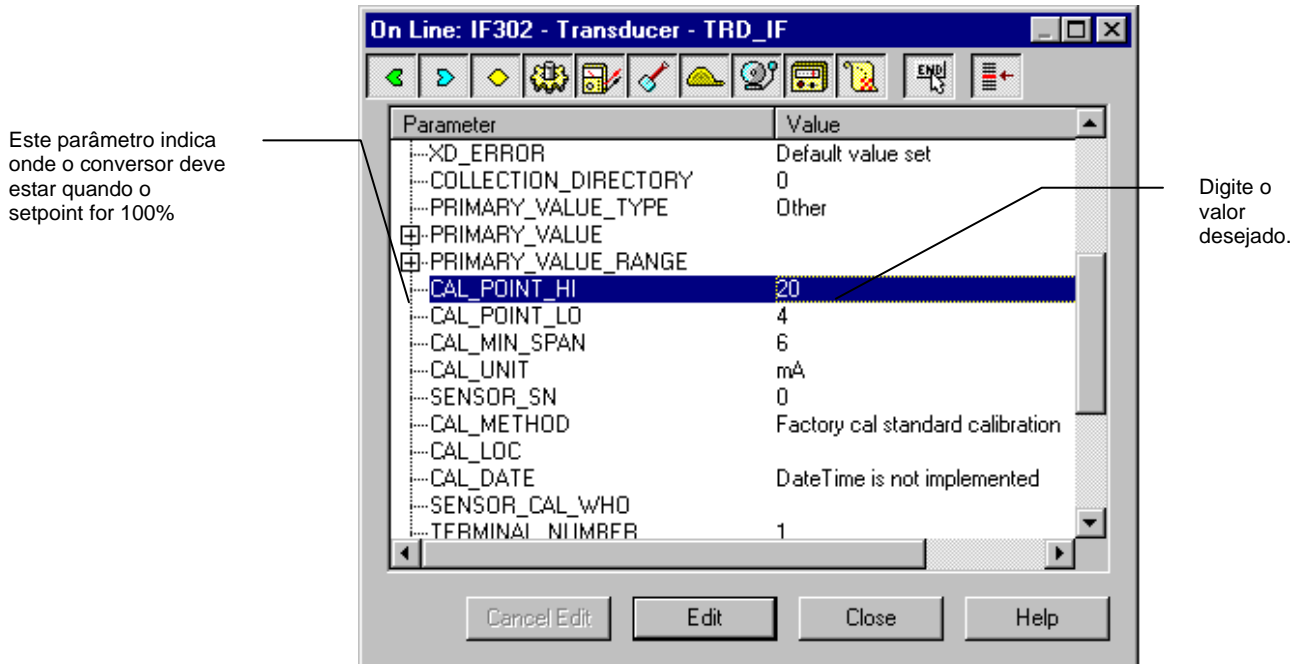 On Line: IF302 - Transducer - TRD_IF
END
Parameter Value
XD_ERROR Default value set
COLLECTION_DIRECTORY 0
PRIMARY_VALUE_TYPE Other
PRIMARY_VALUE
PRIMARY_VALUE_RANGE
CAL_POINT_HI 20
CAL_POINT_LO 4
CAL_MIN_SPAN 6
CAL_UNIT mA
SENSOR_SN 0
CAL_METHOD Factory cal standard calibration
CAL_LOC
CAL_DATE DateTime is not implemented
SENSOR_CAL_WHO
TERMINAL_NUMBER 1
Cancel Edit Edit Close Help
Este parâmetro indica
onde o conversor deve
estar quando o
setpoint for 100%
Digite o
valor
desejado.